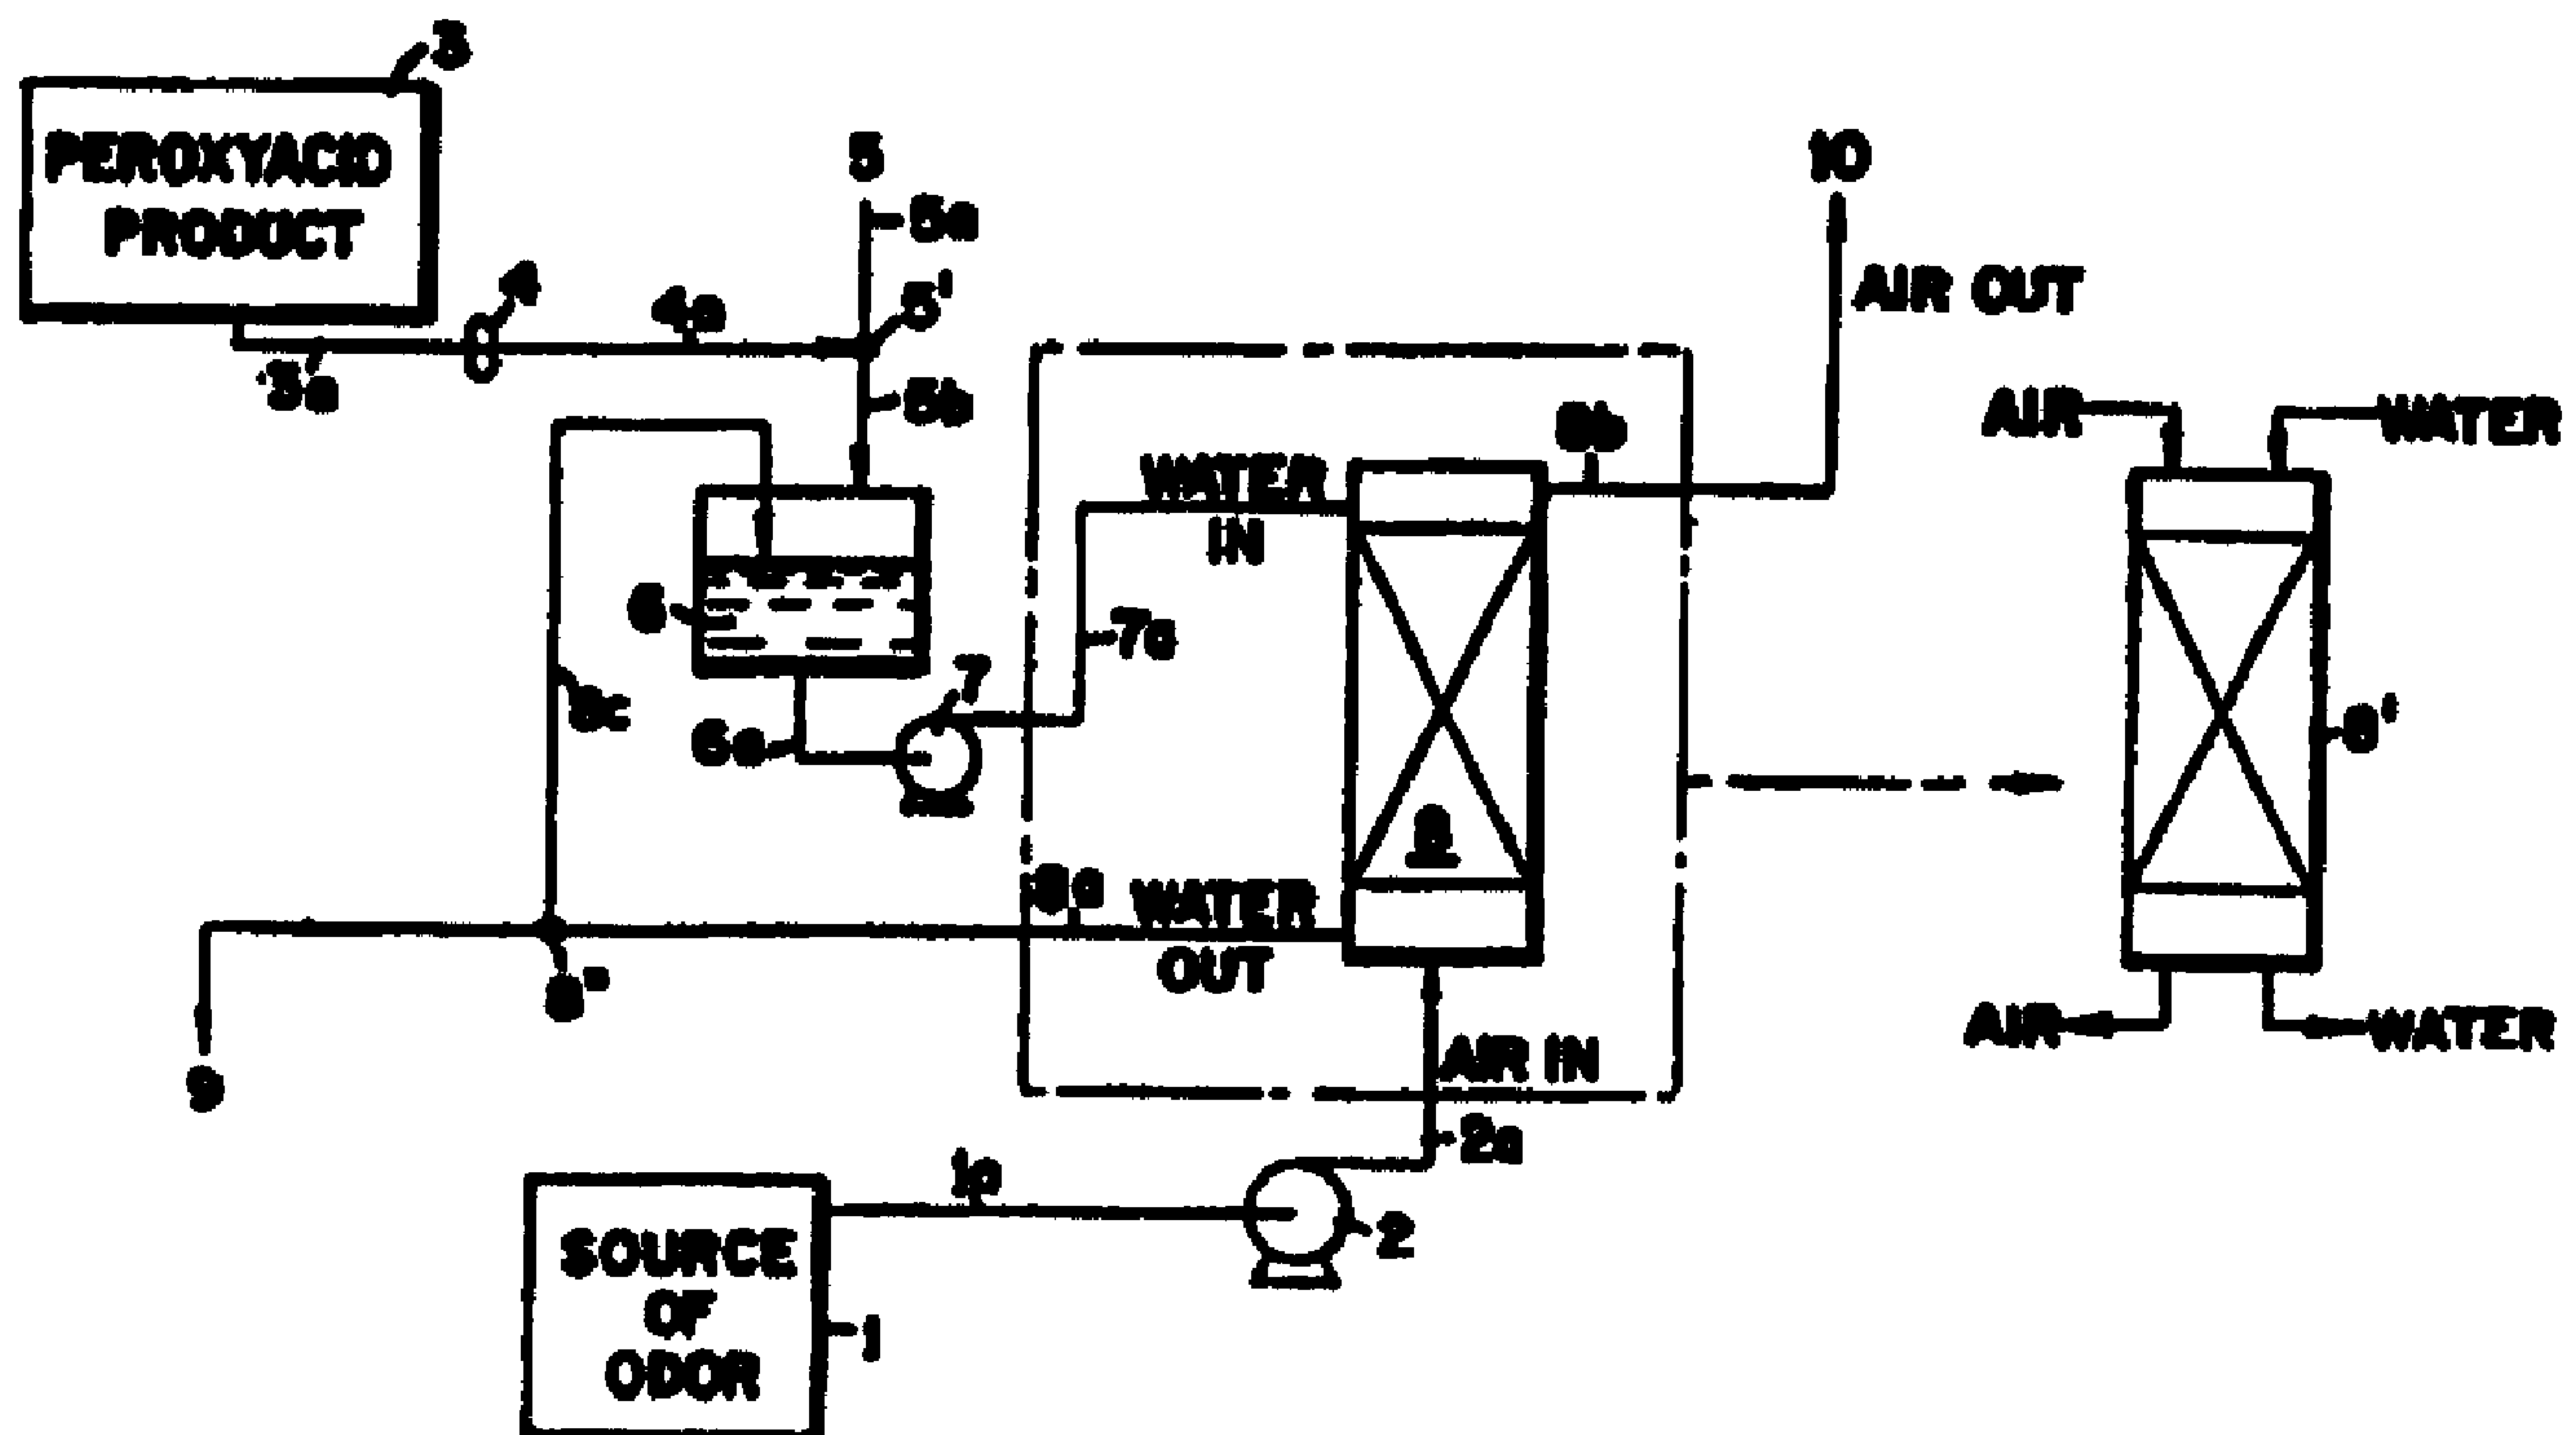 3
PEROXYACID
PRODUCT
3a
4
4a
5
5a
5'
5b
10
AIR OUT
8b
WATER
IN
6
7a
7
6a
8c
8
8a
WATER
OUT
8"
9
AIR IN
2a
1a
2
SOURCE
OF
ODOR
1
AIR
WATER
8'
AIR
WATER